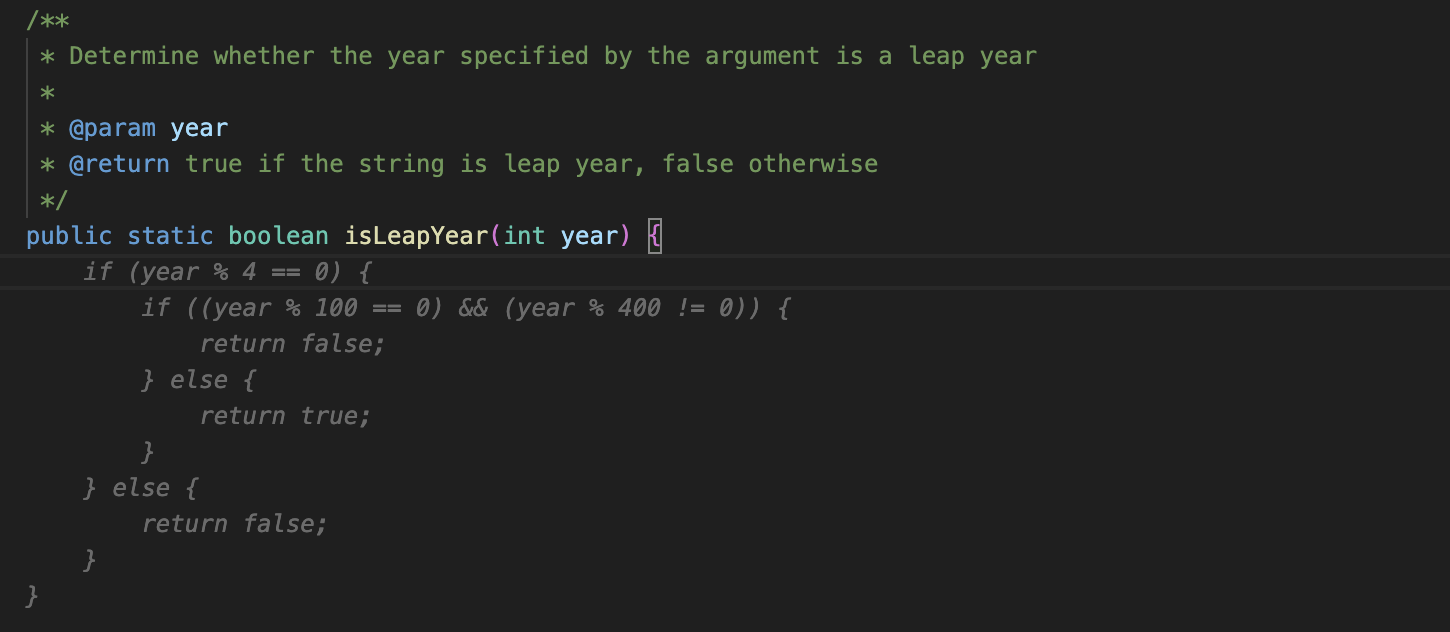 /**
 * Determine whether the year specified by the argument is a leap year
 *
 * @param year
 * @return true if the string is leap year, false otherwise
 */
public static boolean isLeapYear(int year) {
    if (year % 4 == 0) {
        if ((year % 100 == 0) && (year % 400 != 0)) {
            return false;
        } else {
            return true;
        }
    } else {
        return false;
    }
}